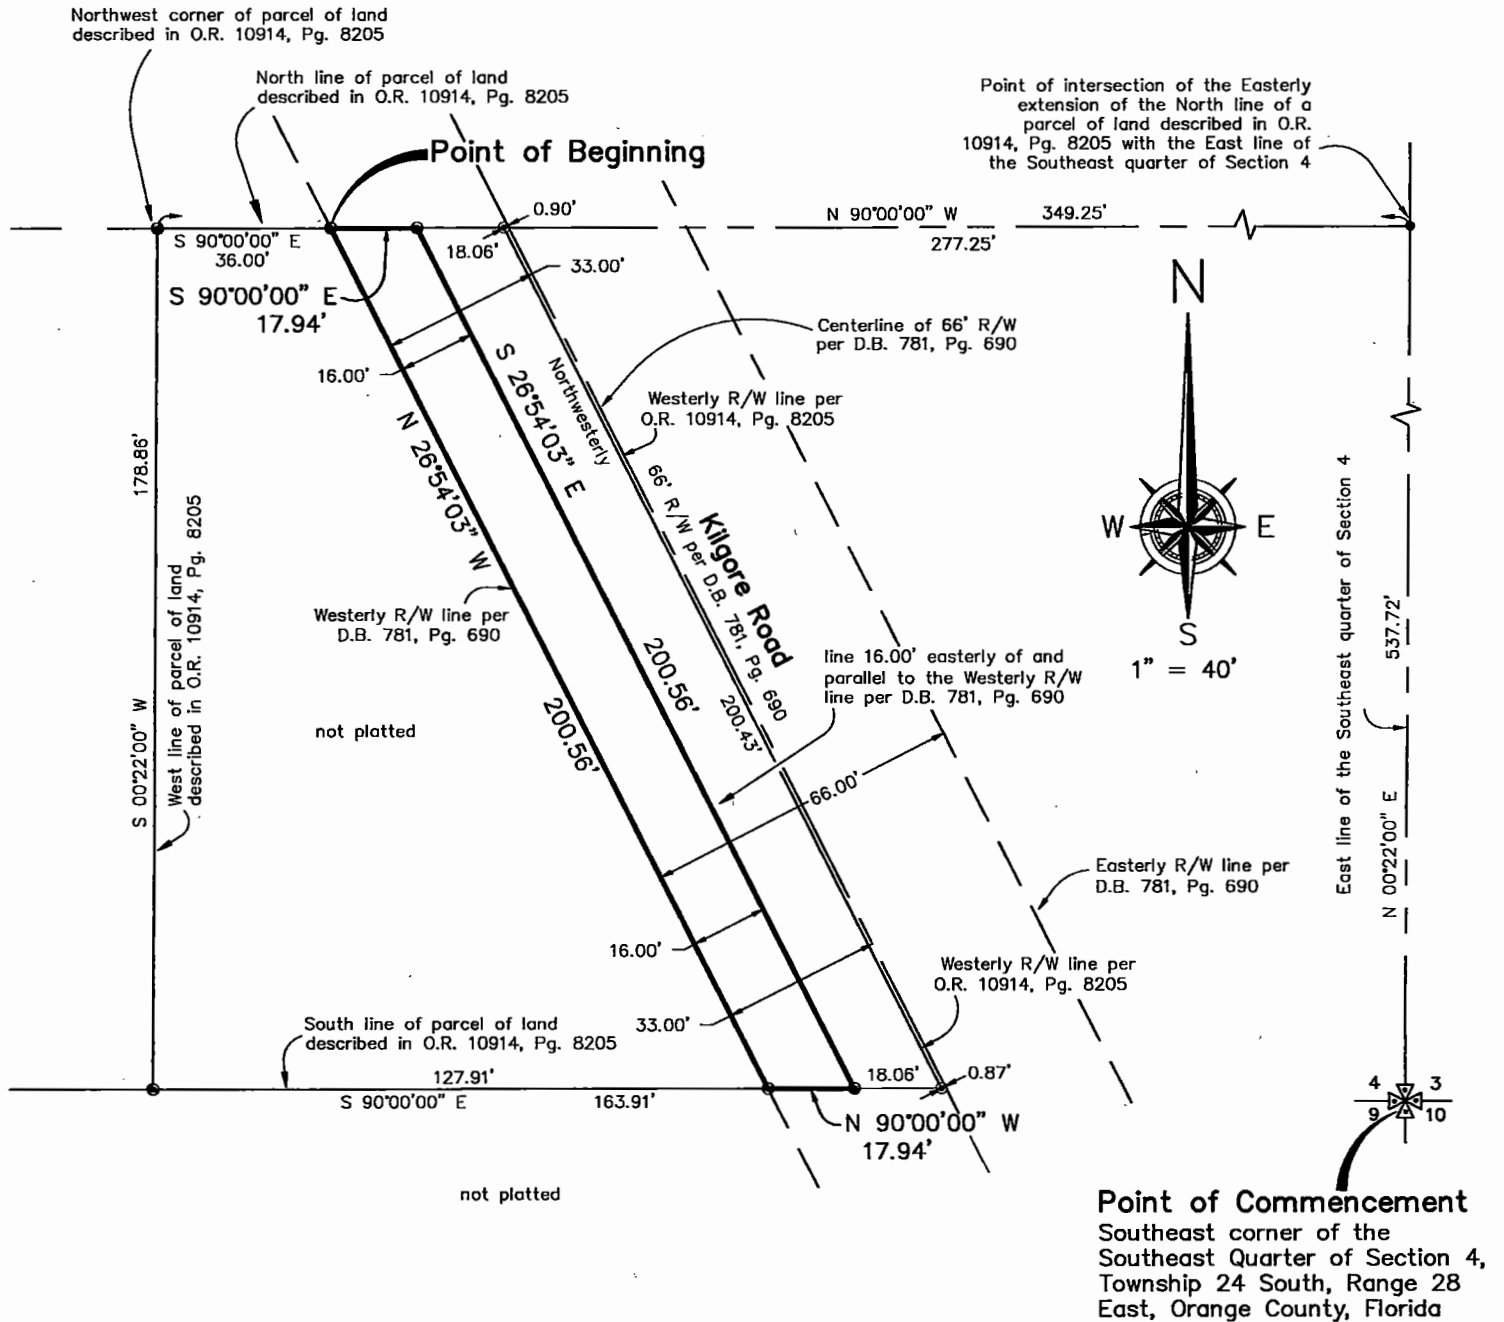 Northwest corner of parcel of land
described in O.R. 10914, Pg. 8205
North line of parcel of land
described in O.R. 10914, Pg. 8205
Point of intersection of the Easterly
extension of the North line of a
parcel of land described in O.R.
10914, Pg. 8205 with the East line of
the Southeast quarter of Section 4
Point of Beginning
0.90'
N 90°00'00" W
349.25'
277.25'
S 90°00'00" E
36.00'
18.06'
33.00'
S 90°00'00" E
17.94'
16.00'
N
W
E
S
1" = 40'
Centerline of 66' R/W
per D.B. 781, Pg. 690
Westerly R/W line per
O.R. 10914, Pg. 8205
Northwesterly
S 26°54'03" E
200.56'
N 26°54'03" W
200.56'
Kilgore Road
66' R/W per D.B. 781, Pg. 690
200.43'
178.86'
S 00°22'00" W
West line of parcel of land
described in O.R. 10914, Pg. 8205
Westerly R/W line per
D.B. 781, Pg. 690
not platted
line 16.00' easterly of and
parallel to the Westerly R/W
line per D.B. 781, Pg. 690
66.00'
East line of the Southeast quarter of Section 4
537.72'
N 00°22'00" E
Easterly R/W line per
D.B. 781, Pg. 690
16.00'
33.00'
Westerly R/W line per
O.R. 10914, Pg. 8205
South line of parcel of land
described in O.R. 10914, Pg. 8205
127.91'
S 90°00'00" E
163.91'
18.06'
0.87'
N 90°00'00" W
17.94'
4 3
9 10
not platted
Point of Commencement
Southeast corner of the
Southeast Quarter of Section 4,
Township 24 South, Range 28
East, Orange County, Florida